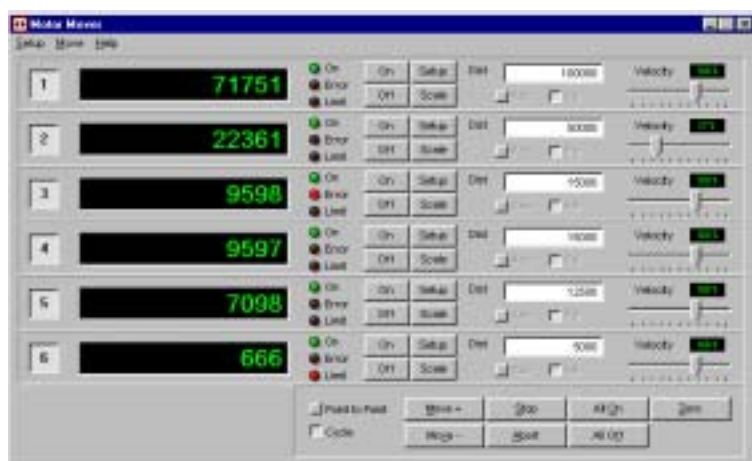 Motor Mover
Setup Move Help
1 71751 On Error Limit On Off Setup Scale Dist 100000 Velocity
2 22361 On Error Limit On Off Setup Scale Dist 50000 Velocity
3 9598 On Error Limit On Off Setup Scale Dist 15000 Velocity
4 9597 On Error Limit On Off Setup Scale Dist Velocity
5 7098 On Error Limit On Off Setup Scale Dist 12500 Velocity
6 666 On Error Limit On Off Setup Scale Dist 5000 Velocity
Point to Point Move + Stop All On Zero
Cycle Move - Abort All Off